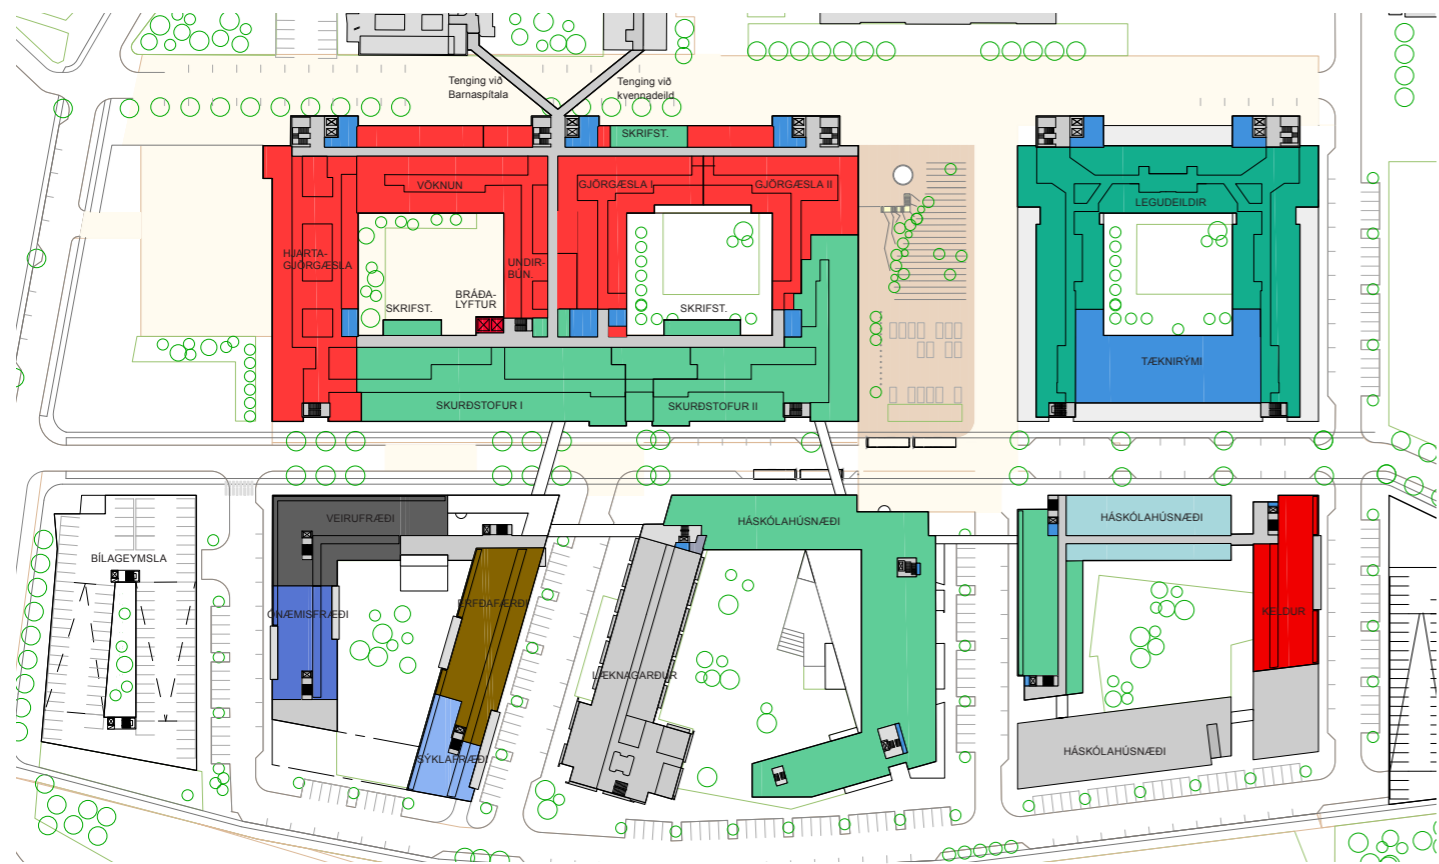 Tenging við
Barnaspítala
Tenging við
kvennadeild
SKRIFST.
VÖKNUN
GJÖRGÆSLA I
GJÖRGÆSLA II
LEGUDEILDIR
HJARTA-
GJÖRGÆSLA
UNDIR-
BÚN.
BRÁÐA-
LYFTUR
SKRIFST.
SKRIFST.
TÆKNIRÝMI
SKURÐSTOFUR I
SKURÐSTOFUR II
VEIRUFRÆÐI
HÁSKÓLAHÚSNÆÐI
HÁSKÓLAHÚSNÆÐI
BÍLAGEYMSLA
ÓNÆMISFRÆÐI
ERFÐAFÆRÐI
KELDUR
LÆKNAGARÐUR
SÝKLAFRÆÐI
HÁSKÓLAHÚSNÆÐI